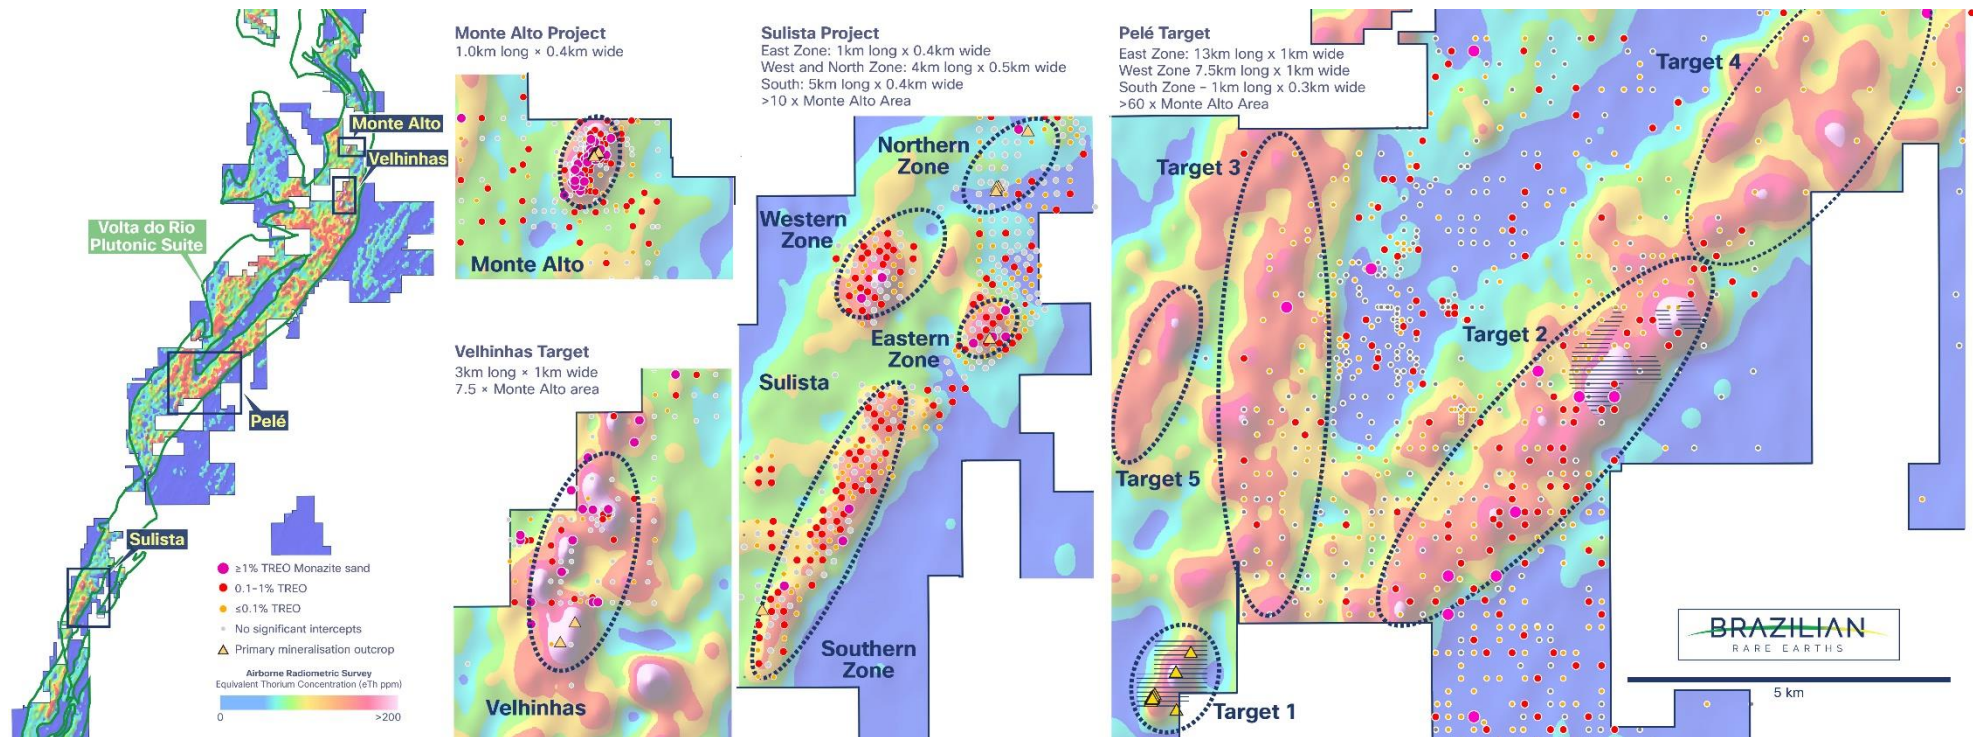 Monte Alto
Velhinhas
Volta do Rio
Plutonic Suite
Pelé
Sulista
≥1% TREO Monazite sand
0.1–1% TREO
≤0.1% TREO
No significant intercepts
Primary mineralisation outcrop
Airborne Radiometric Survey
Equivalent Thorium Concentration (eTh ppm)
0
>200
Monte Alto Project
1.0km long × 0.4km wide
Monte Alto
Velhinhas Target
3km long × 1km wide
7.5 × Monte Alto area
Velhinhas
Sulista Project
East Zone: 1km long x 0.4km wide
West and North Zone: 4km long x 0.5km wide
South: 5km long x 0.4km wide
>10 x Monte Alto Area
Northern
Zone
Western
Zone
Eastern
Zone
Sulista
Southern
Zone
Pelé Target
East Zone: 13km long x 1km wide
West Zone 7.5km long x 1km wide
South Zone – 1km long x 0.3km wide
>60 x Monte Alto Area
Target 4
Target 3
Target 2
Target 5
Target 1
BRAZILIAN
RARE EARTHS
5 km